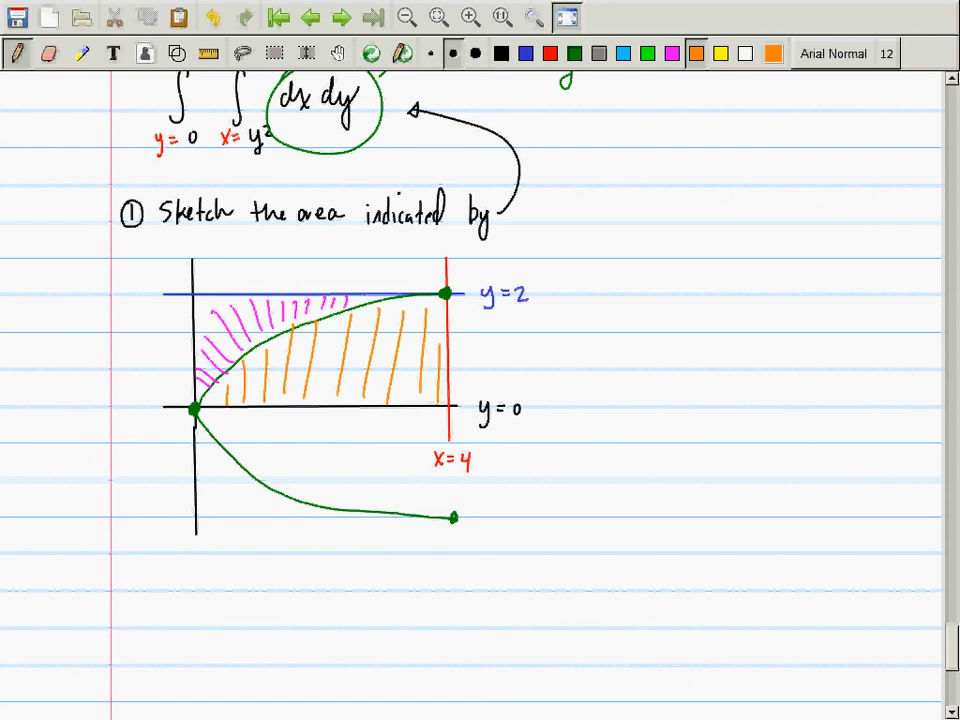 T
Arial Normal 12
∫ ∫ dx dy
y = 0 x = y²
① Sketch the area indicated by
y = 2
y = 0
x = 4